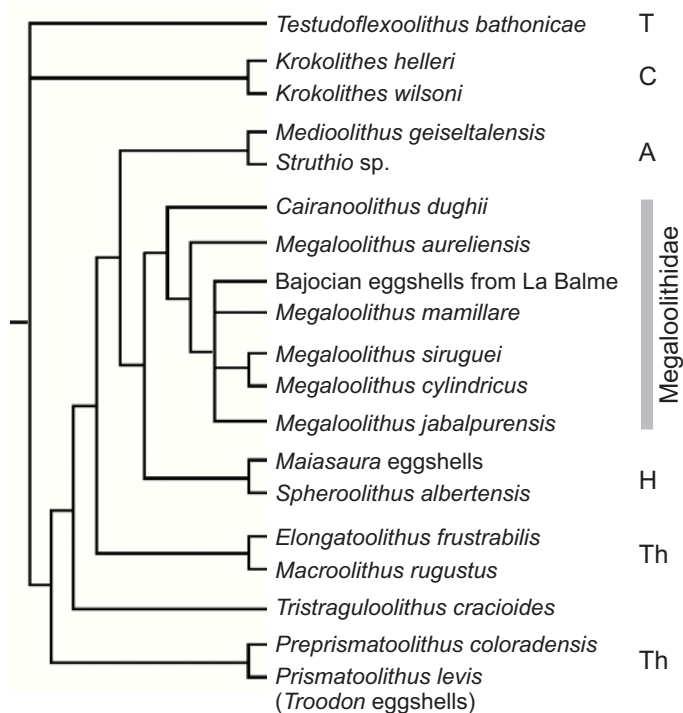 Testudoflexoolithus bathonicae T
Krokolithes helleri
C
Krokolithes wilsoni
Medioolithus geiseltalensis
A
Struthio sp.
Cairanoolithus dughii
Megaloolithus aureliensis
Bajocian eggshells from La Balme
Megaloolithus mamillare
Megaloolithus siruguei
Megaloolithus cylindricus
Megaloolithus jabalpurensis
Megaloolithidae
Maiasaura eggshells
H
Spheroolithus albertensis
Elongatoolithus frustrabilis
Th
Macroolithus rugustus
Tristraguloolithus cracioides
Preprismatoolithus coloradensis
Th
Prismatoolithus levis
(Troodon eggshells)